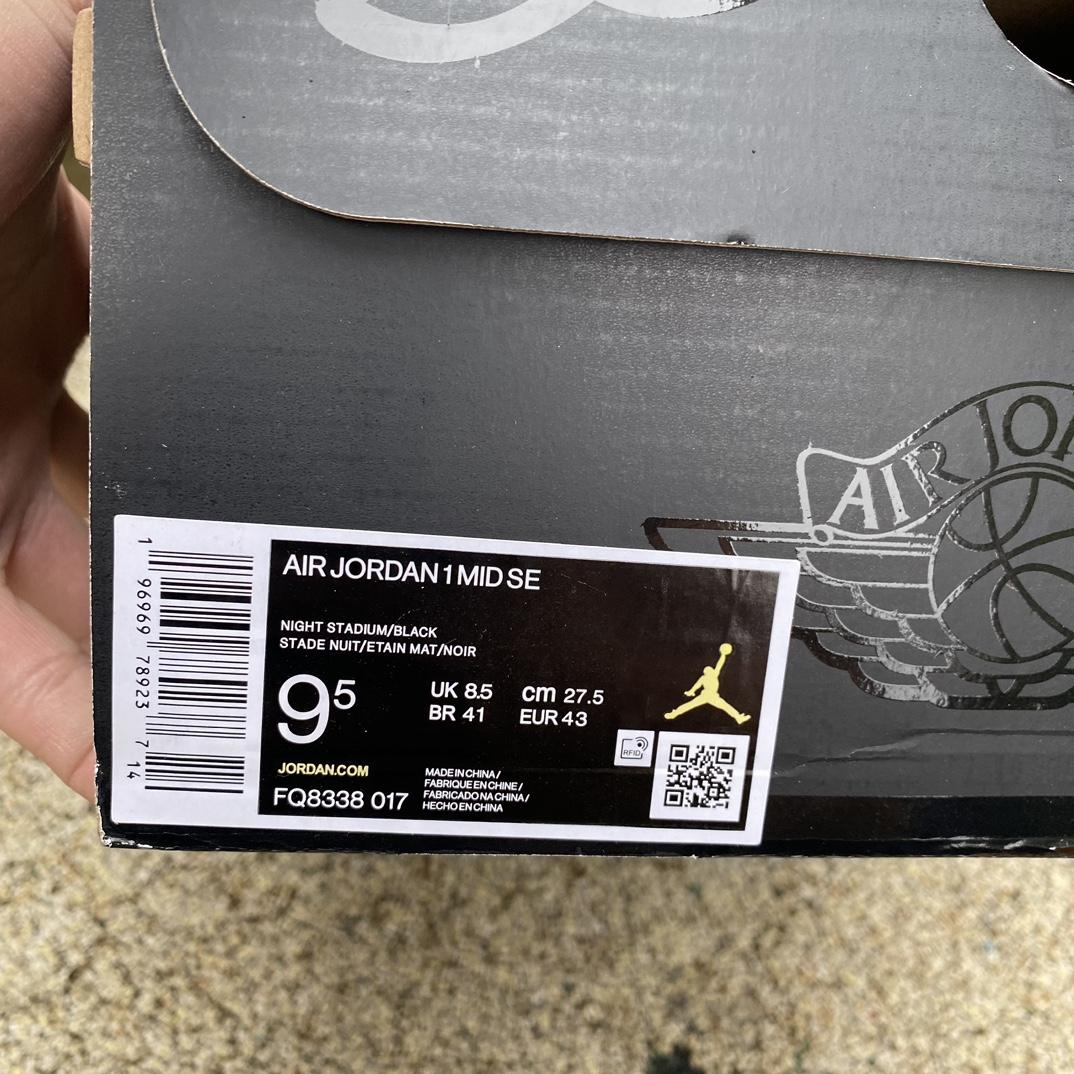 AIR JORDAN
AIR JORDAN 1 MID SE
NIGHT STADIUM/BLACK
STADE NUIT/ETAIN MAT/NOIR
9⁵
UK 8.5 cm 27.5
BR 41 EUR 43
RFID
JORDAN.COM
FQ8338 017
MADE IN CHINA/
FABRIQUE EN CHINE/
FABRICADO NA CHINA/
HECHO EN CHINA
1 96969 78923 7 14